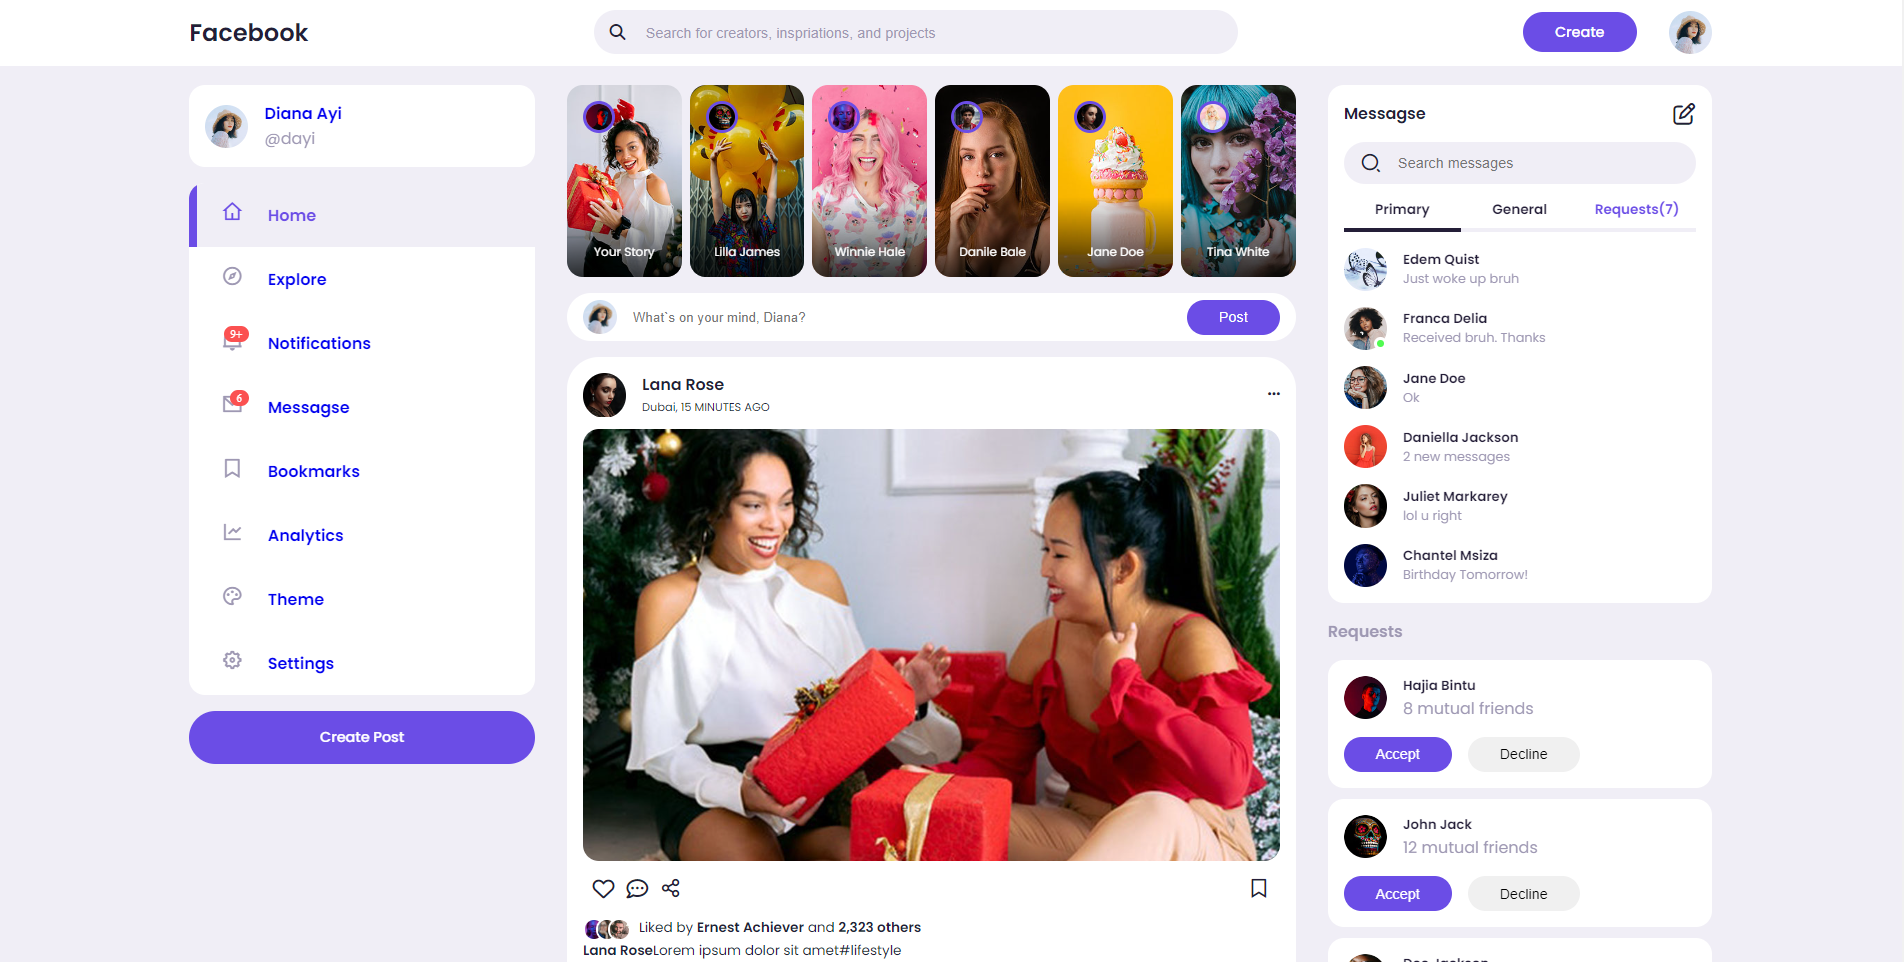 Facebook
Search for creators, inspriations, and projects
Create
Diana Ayi
@dayi
Home
Explore
9+
Notifications
6
Messagse
Bookmarks
Analytics
Theme
Settings
Create Post
Your Story
Lilla James
Winnie Hale
Danile Bale
Jane Doe
Tina White
What`s on your mind, Diana?
Post
Lana Rose
Dubai, 15 MINUTES AGO
Liked by Ernest Achiever and 2,323 others
Lana RoseLorem ipsum dolor sit amet#lifestyle
Messagse
Search messages
Primary
General
Requests(7)
Edem Quist
Just woke up bruh
Franca Delia
Received bruh. Thanks
Jane Doe
Ok
Daniella Jackson
2 new messages
Juliet Markarey
lol u right
Chantel Msiza
Birthday Tomorrow!
Requests
Hajia Bintu
8 mutual friends
Accept
Decline
John Jack
12 mutual friends
Accept
Decline